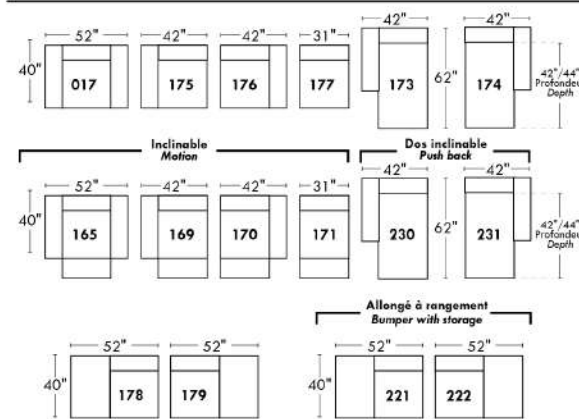 52" 42" 42" 31" 42" 42"
40" 017 175 176 177 173 62" 174 42"/44"
Profondeur
Depth
Inclinable
Motion
Dos inclinable
Push back
52" 42" 42" 31" 42" 42"
40" 165 169 170 171 230 62" 231 42"/44"
Profondeur
Depth
Allongé à rangement
Bumper with storage
52" 52" 52" 52"
40" 178 179 40" 221 222